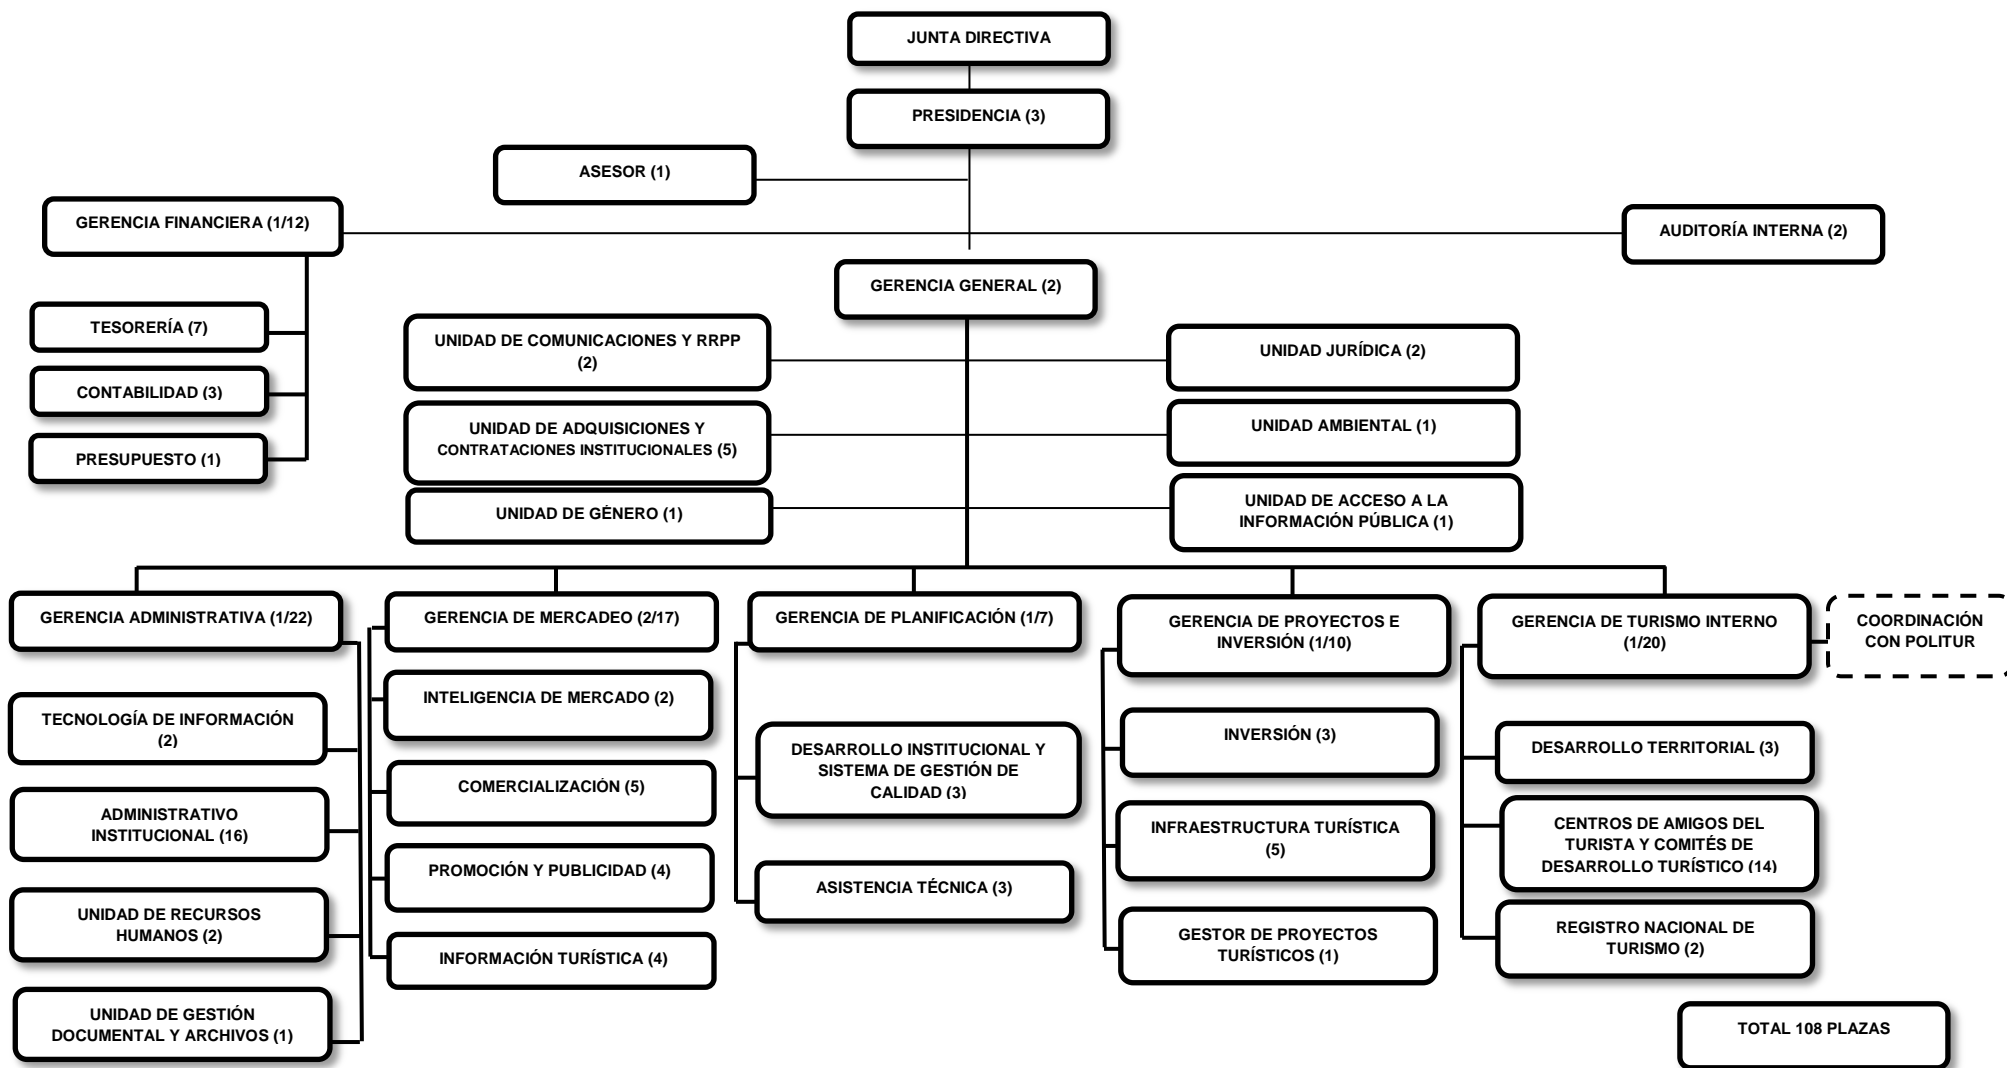 JUNTA DIRECTIVA
PRESIDENCIA (3)
ASESOR (1)
GERENCIA FINANCIERA (1/12)
AUDITORÍA INTERNA (2)
GERENCIA GENERAL (2)
TESORERÍA (7)
CONTABILIDAD (3)
PRESUPUESTO (1)
UNIDAD DE COMUNICACIONES Y RRPP
(2)
UNIDAD JURÍDICA (2)
UNIDAD DE ADQUISICIONES Y
CONTRATACIONES INSTITUCIONALES (5)
UNIDAD AMBIENTAL (1)
UNIDAD DE GÉNERO (1)
UNIDAD DE ACCESO A LA
INFORMACIÓN PÚBLICA (1)
GERENCIA ADMINISTRATIVA (1/22)
TECNOLOGÍA DE INFORMACIÓN
(2)
ADMINISTRATIVO
INSTITUCIONAL (16)
UNIDAD DE RECURSOS
HUMANOS (2)
UNIDAD DE GESTIÓN
DOCUMENTAL Y ARCHIVOS (1)
GERENCIA DE MERCADEO (2/17)
INTELIGENCIA DE MERCADO (2)
COMERCIALIZACIÓN (5)
PROMOCIÓN Y PUBLICIDAD (4)
INFORMACIÓN TURÍSTICA (4)
GERENCIA DE PLANIFICACIÓN (1/7)
DESARROLLO INSTITUCIONAL Y
SISTEMA DE GESTIÓN DE
CALIDAD (3)
ASISTENCIA TÉCNICA (3)
GERENCIA DE PROYECTOS E
INVERSIÓN (1/10)
INVERSIÓN (3)
INFRAESTRUCTURA TURÍSTICA
(5)
GESTOR DE PROYECTOS
TURÍSTICOS (1)
GERENCIA DE TURISMO INTERNO
(1/20)
COORDINACIÓN
CON POLITUR
DESARROLLO TERRITORIAL (3)
CENTROS DE AMIGOS DEL
TURISTA Y COMITÉS DE
DESARROLLO TURÍSTICO (14)
REGISTRO NACIONAL DE
TURISMO (2)
TOTAL 108 PLAZAS